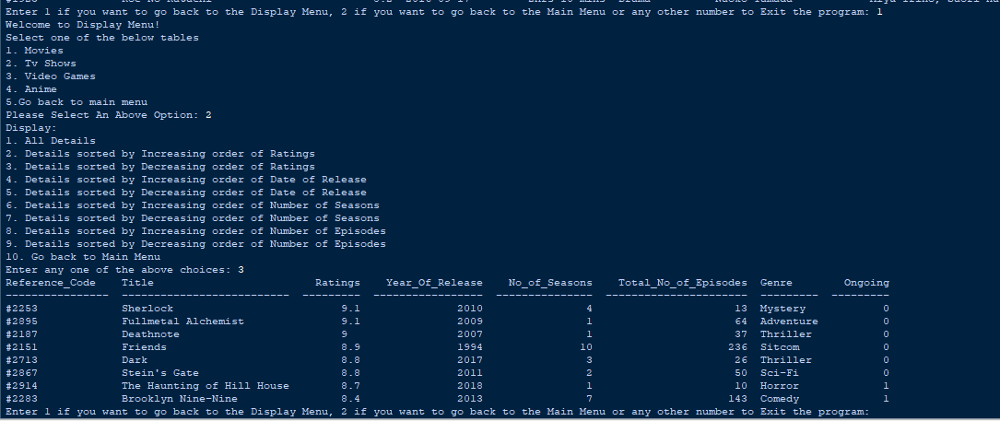 Enter 1 if you want to go back to the Display Menu, 2 if you want to go back to the Main Menu or any other number to Exit the program: 1
Welcome to Display Menu!
Select one of the below tables
1. Movies
2. Tv Shows
3. Video Games
4. Anime
5.Go back to main menu
Please Select An Above Option: 2
Display:
1. All Details
2. Details sorted by Increasing order of Ratings
3. Details sorted by Decreasing order of Ratings
4. Details sorted by Increasing order of Date of Release
5. Details sorted by Decreasing order of Date of Release
6. Details sorted by Increasing order of Number of Seasons
7. Details sorted by Decreasing order of Number of Seasons
8. Details sorted by Increasing order of Number of Episodes
9. Details sorted by Decreasing order of Number of Episodes
10. Go back to Main Menu
Enter any one of the above choices: 3
Reference_Code Title Ratings Year_Of_Release No_of_Seasons Total_No_of_Episodes Genre Ongoing
#2253 Sherlock 9.1 2010 4 13 Mystery 0
#2895 Fullmetal Alchemist 9.1 2009 1 64 Adventure 0
#2187 Deathnote 9 2007 1 37 Thriller 0
#2151 Friends 8.9 1994 10 236 Sitcom 0
#2713 Dark 8.8 2017 3 26 Thriller 0
#2867 Stein's Gate 8.8 2011 2 50 Sci-Fi 0
#2914 The Haunting of Hill House 8.7 2018 1 10 Horror 1
#2283 Brooklyn Nine-Nine 8.4 2013 7 143 Comedy 1
Enter 1 if you want to go back to the Display Menu, 2 if you want to go back to the Main Menu or any other number to Exit the program: